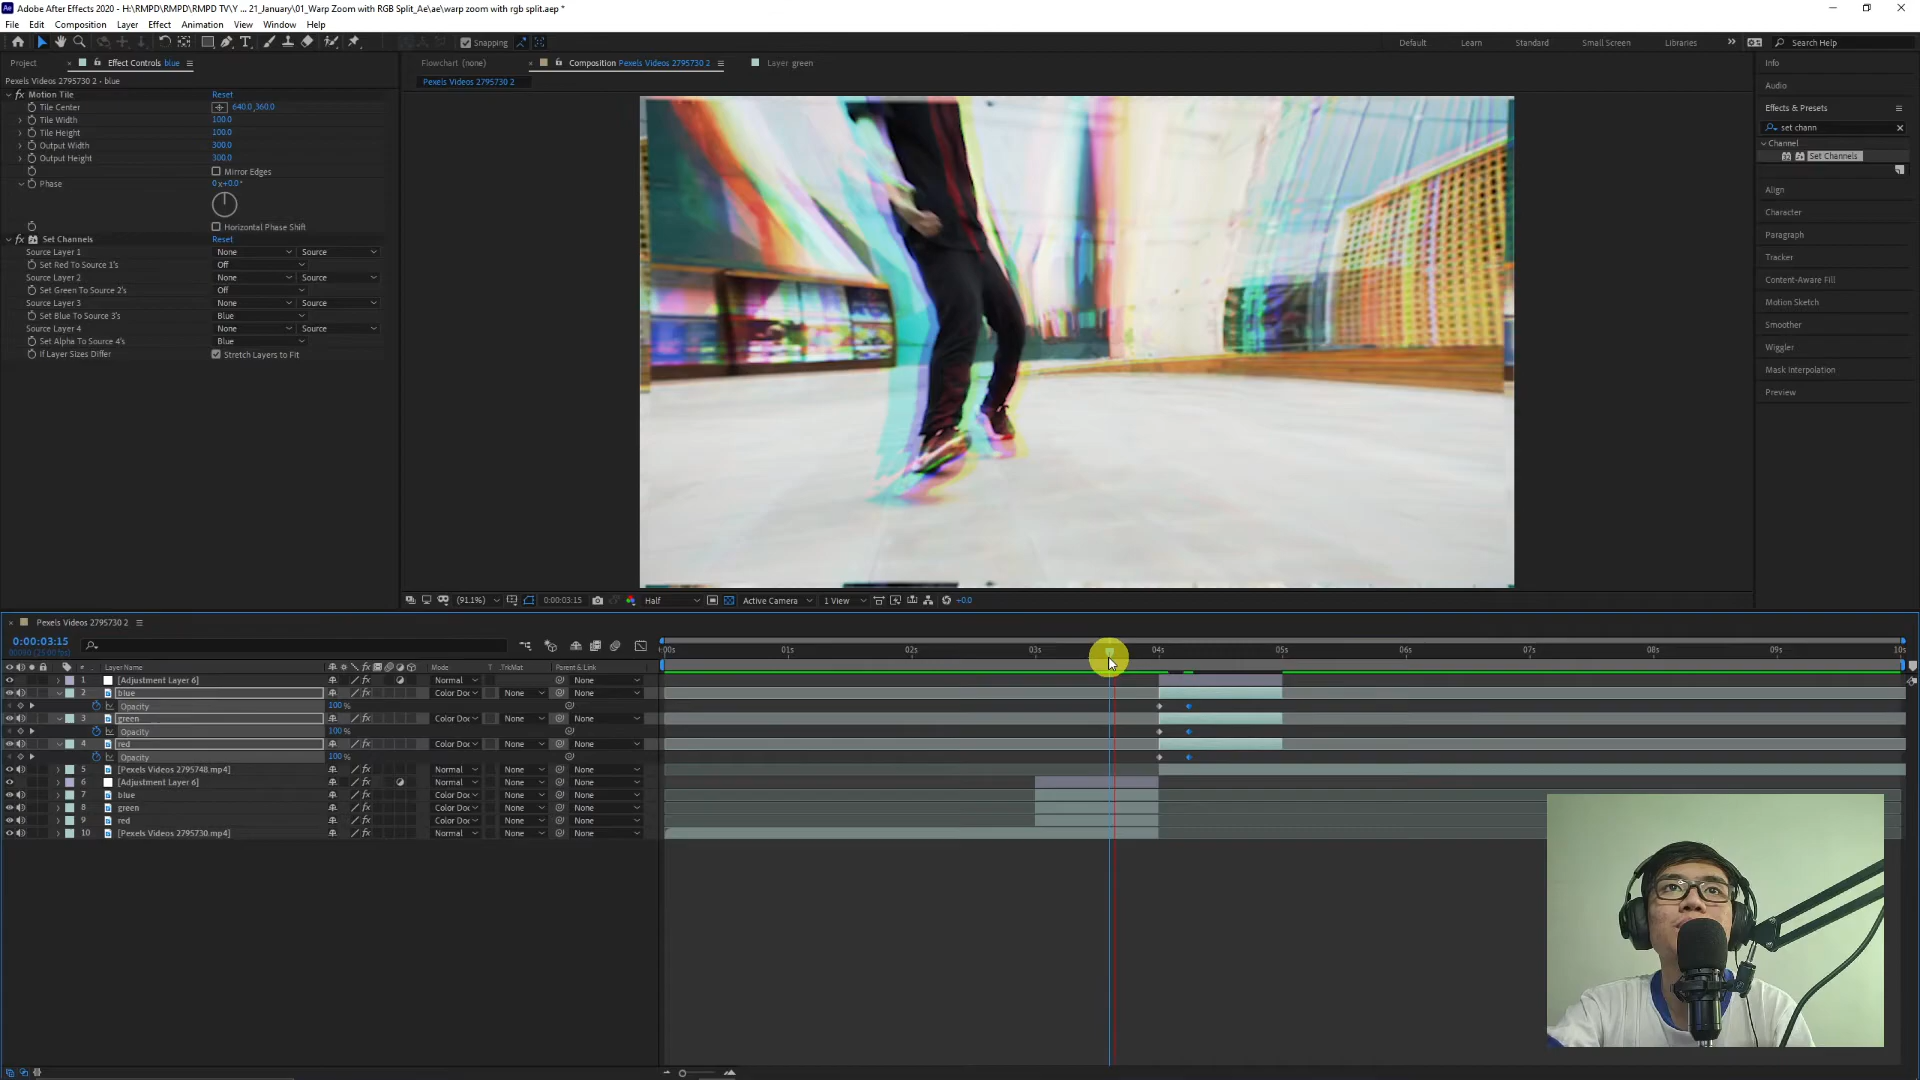 Adobe After Effects 2020 - H:\RMPD\RMPD TV\Y ... 21_January\01_Warp Zoom with RGB Split_Ae\ae\warp zoom with rgb split.aep *
File Edit Composition Layer Effect Animation View Window Help
Snapping Default Learn Standard Small Screen Libraries Search Help
Project Effect Controls blue Flowchart (none) Composition Pexels Videos 2795730 2 Layer green Info
Pexels Videos 2795730 2 • blue Pexels Videos 2795730 2 Audio
fx Motion Tile Reset
Tile Center 640.0,360.0 Effects & Presets
Tile Width 100.0 set chann
Tile Height 100.0
Output Width 300.0 Channel
Output Height 300.0 Set Channels
Mirror Edges
Phase 0x+0.0°
Horizontal Phase Shift
fx Set Channels Reset
Source Layer 1 None Source
Set Red To Source 1's Off
Source Layer 2 None Source
Set Green To Source 2's Off
Source Layer 3 None Source
Set Blue To Source 3's Blue
Source Layer 4 None Source
Set Alpha To Source 4's Blue
If Layer Sizes Differ Stretch Layers to Fit
Align
Character
Paragraph
Tracker
Content-Aware Fill
Motion Sketch
Smoother
Wiggler
Mask Interpolation
Preview
(91.1%) 0:00:03:15 Half Active Camera 1 View +0.0
Pexels Videos 2795730 2
0:00:03:15
:00s 01s 02s 03s 04s 05s 06s 07s 08s 09s 10s
# Layer Name Mode T .TrkMat Parent & Link
1 [Adjustment Layer 6] Normal None
2 blue Color Doc None None
Opacity 100 %
3 green Color Doc None None
Opacity 100 %
4 red Color Doc None None
Opacity 100 %
5 [Pexels Videos 2795748.mp4] Normal None None
6 [Adjustment Layer 6] Normal None None
7 blue Color Doc None None
8 green Color Doc None None
9 red Color Doc None None
10 [Pexels Videos 2795730.mp4] Normal None None